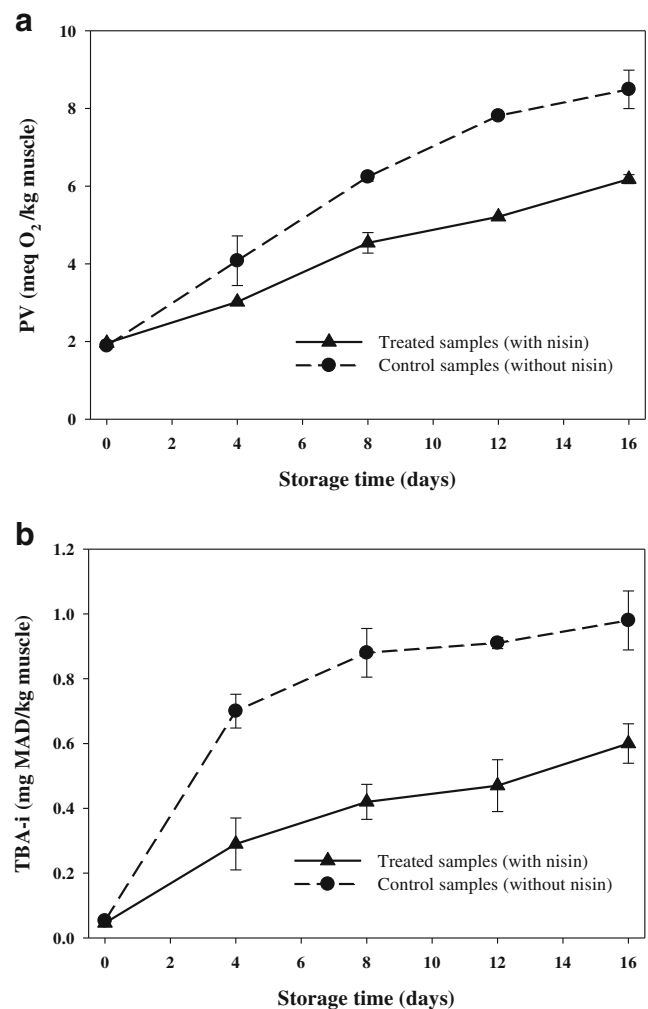 a
10
8
6
4
2
0
PV (meq O₂/kg muscle)
Treated samples (with nisin)
Control samples (without nisin)
0 2 4 6 8 10 12 14 16
Storage time (days)
b
1.2
1.0
0.8
0.6
0.4
0.2
0.0
TBA-i (mg MAD/kg muscle)
Treated samples (with nisin)
Control samples (without nisin)
0 2 4 6 8 10 12 14 16
Storage time (days)